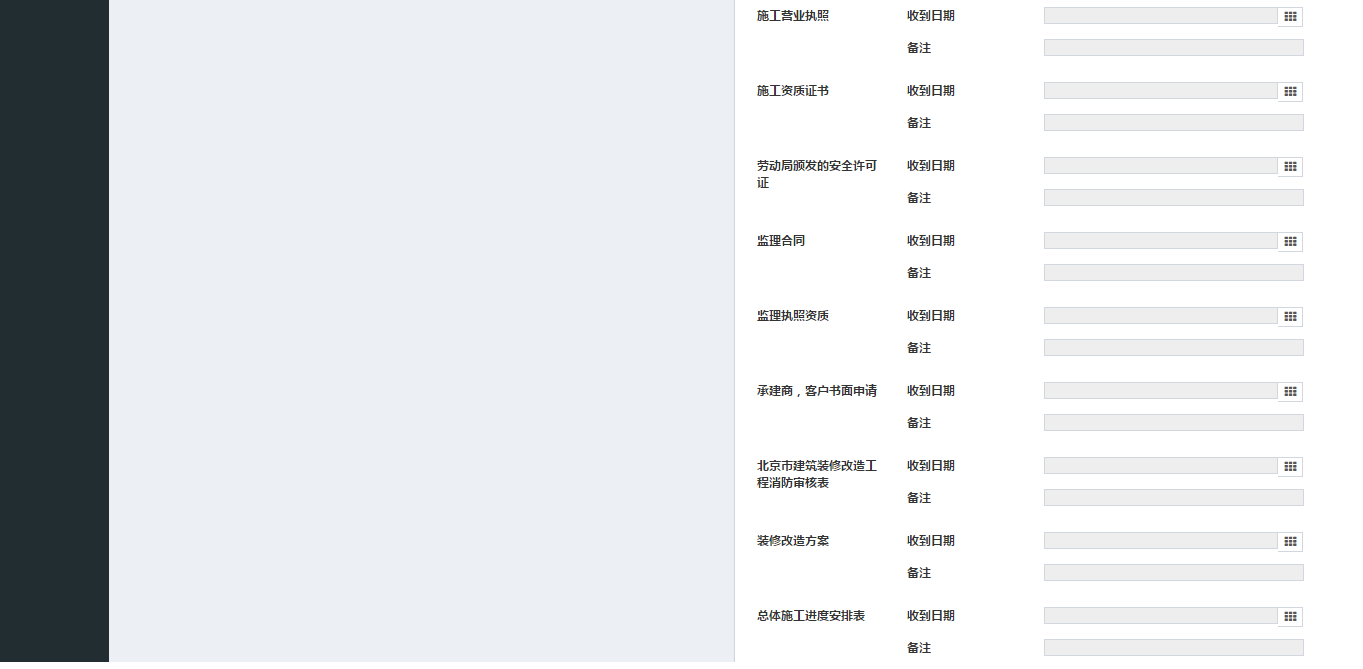 施工营业执照 收到日期
备注
施工资质证书 收到日期
备注
劳动局颁发的安全许可 收到日期
证
备注
监理合同 收到日期
备注
监理执照资质 收到日期
备注
承建商，客户书面申请 收到日期
备注
北京市建筑装修改造工 收到日期
程消防审核表
备注
装修改造方案 收到日期
备注
总体施工进度安排表 收到日期
备注